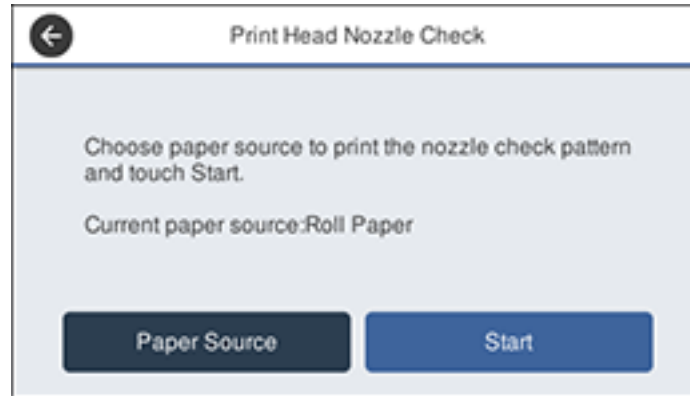 Print Head Nozzle Check
Choose paper source to print the nozzle check pattern
and touch Start.
Current paper source:Roll Paper
Paper Source
Start